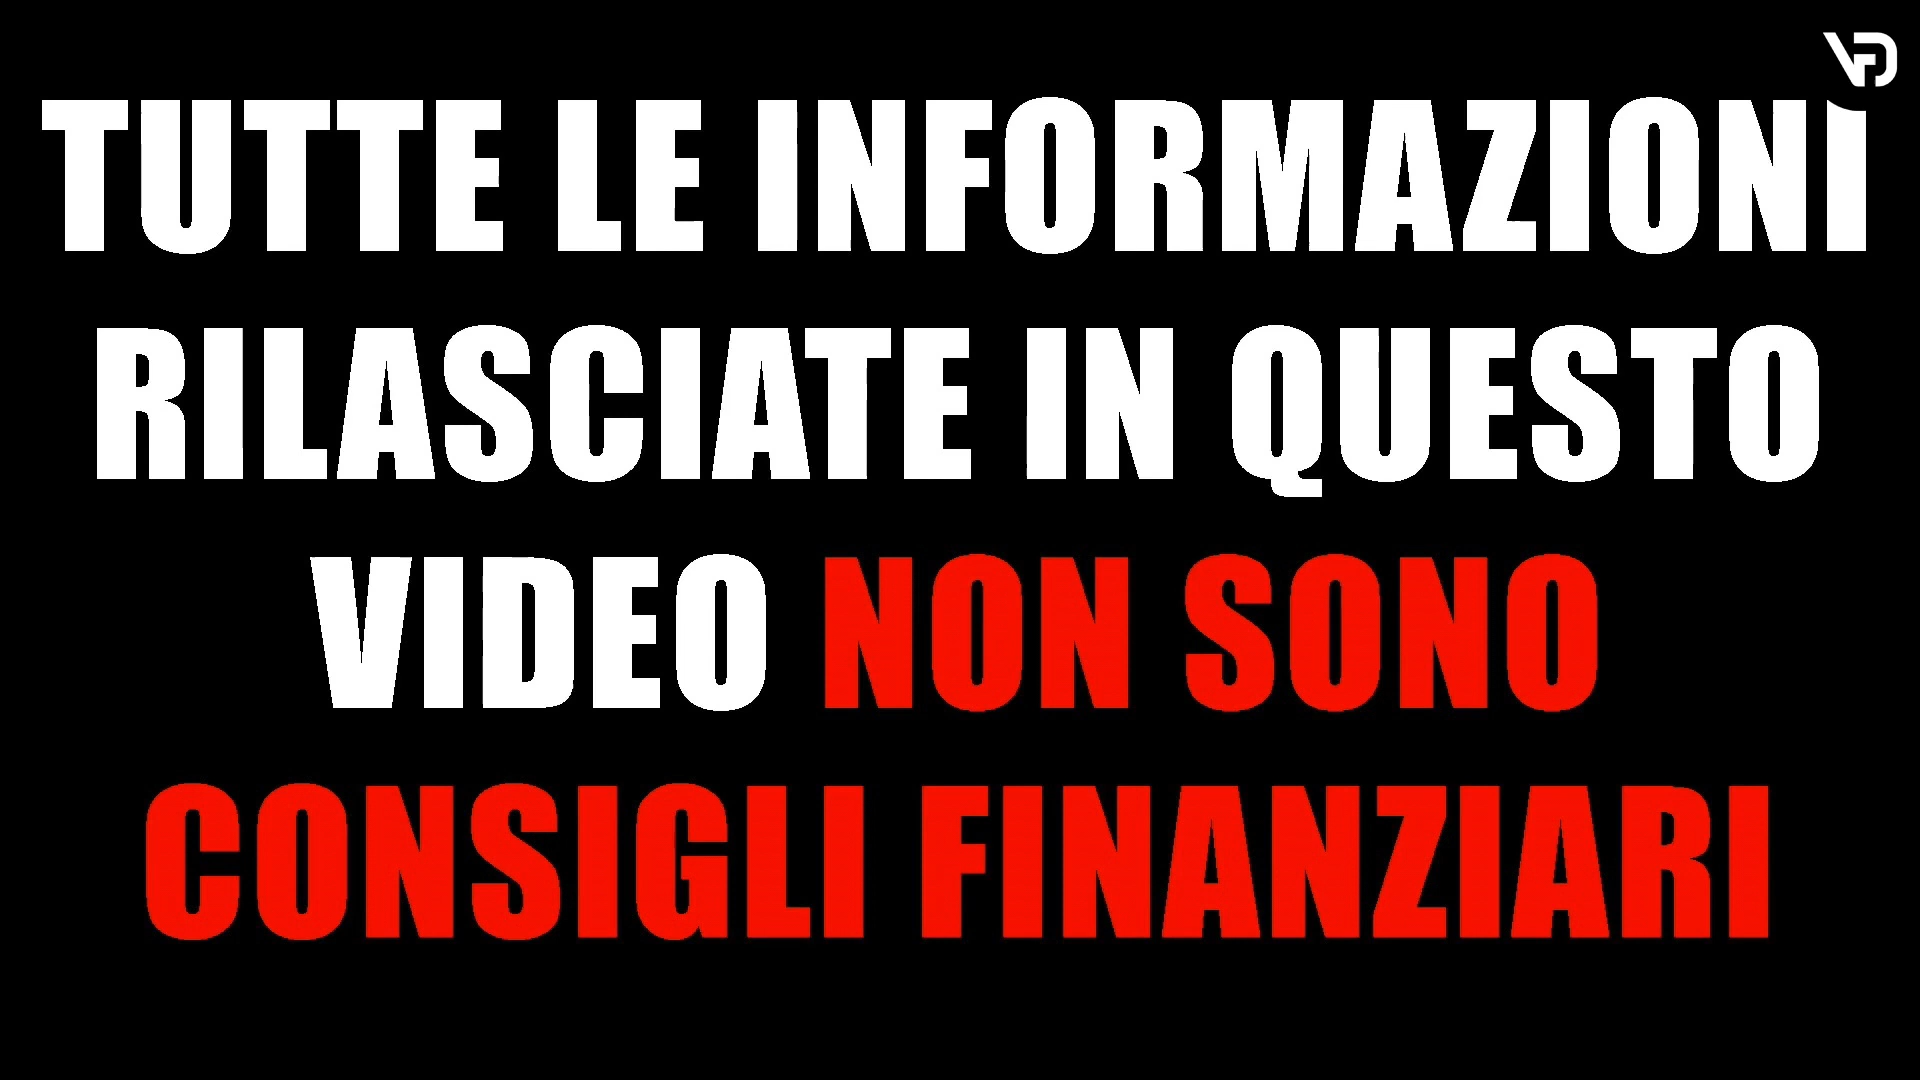 TUTTE LE INFORMAZIONI
RILASCIATE IN QUESTO
VIDEO NON SONO
CONSIGLI FINANZIARI